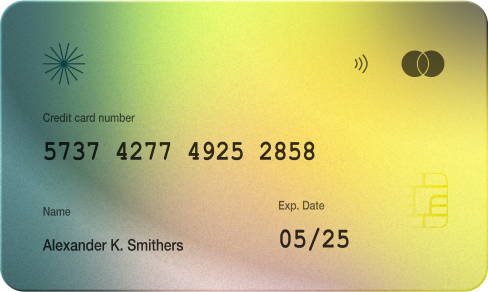 Credit card number
5737 4277 4925 2858
Name
Exp. Date
Alexander K. Smithers
05/25